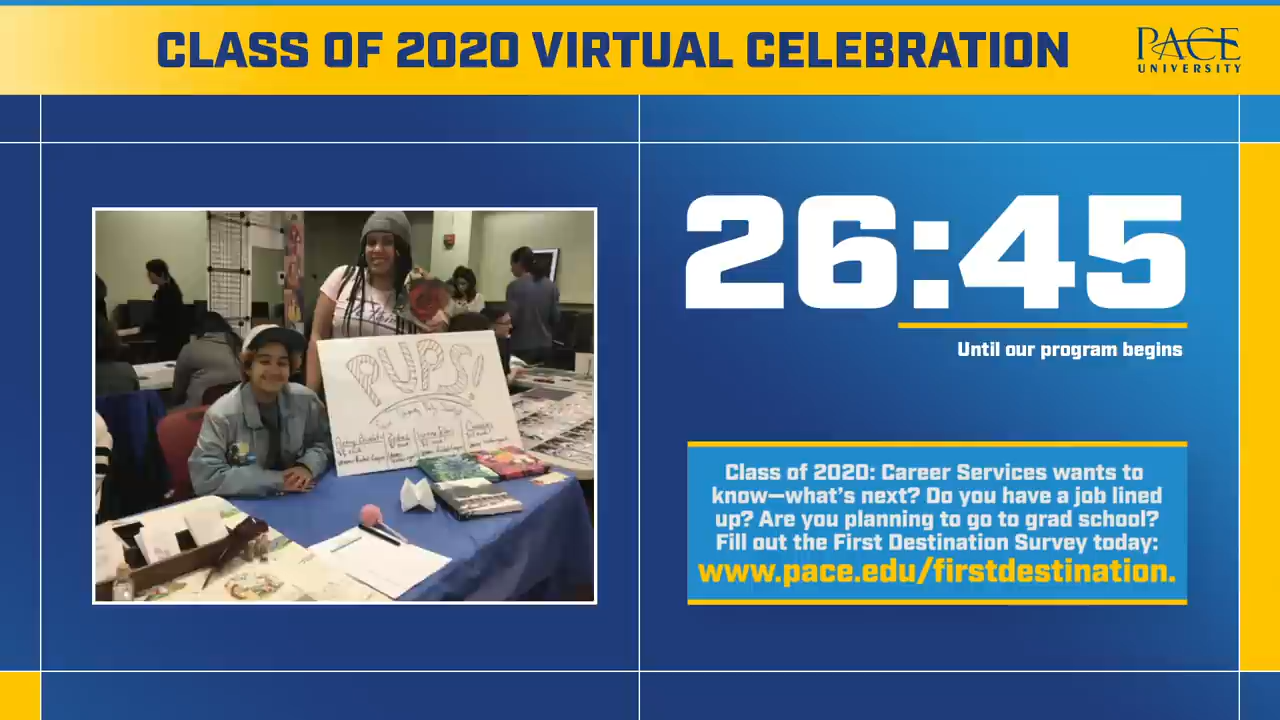 CLASS OF 2020 VIRTUAL CELEBRATION
PACE
UNIVERSITY
PUPS!
26:45
Until our program begins
Class of 2020: Career Services wants to
know—what's next? Do you have a job lined
up? Are you planning to go to grad school?
Fill out the First Destination Survey today:
www.pace.edu/firstdestination.